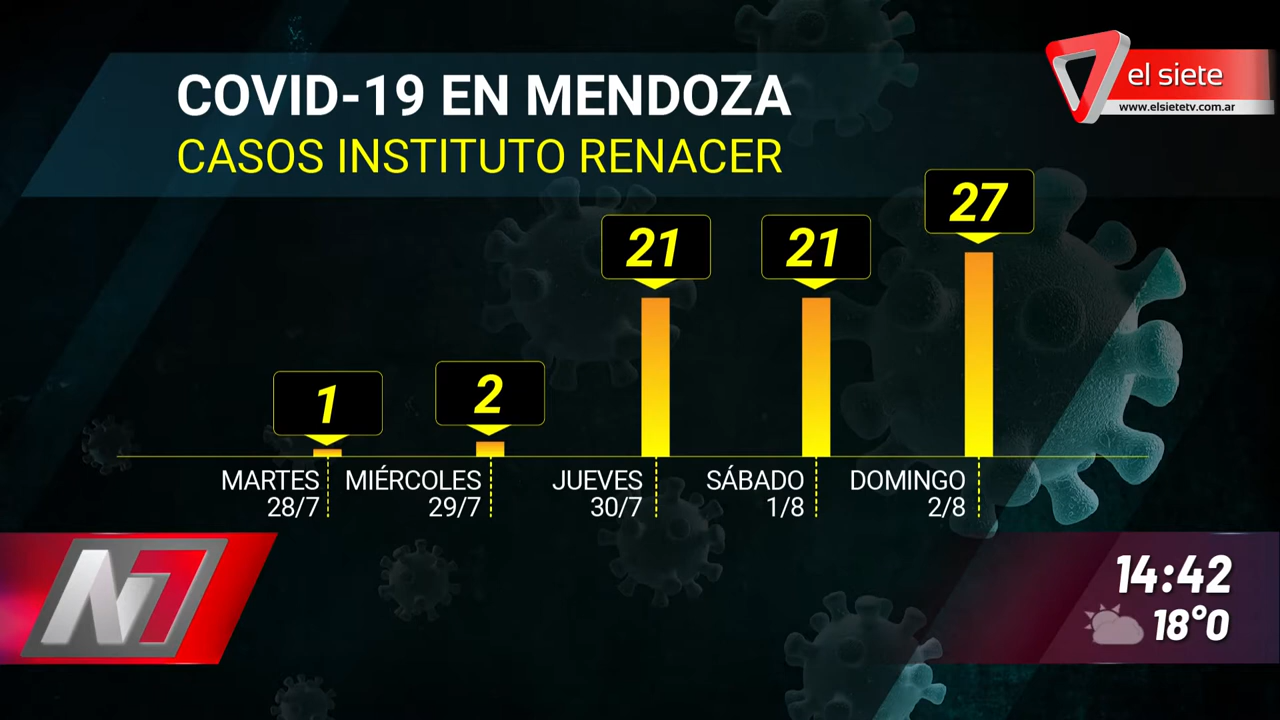 COVID-19 EN MENDOZA
CASOS INSTITUTO RENACER
el siete
www.elsietetv.com.ar
1
2
21
21
27
MARTES
28/7
MIÉRCOLES
29/7
JUEVES
30/7
SÁBADO
1/8
DOMINGO
2/8
N7
14:42
18°0